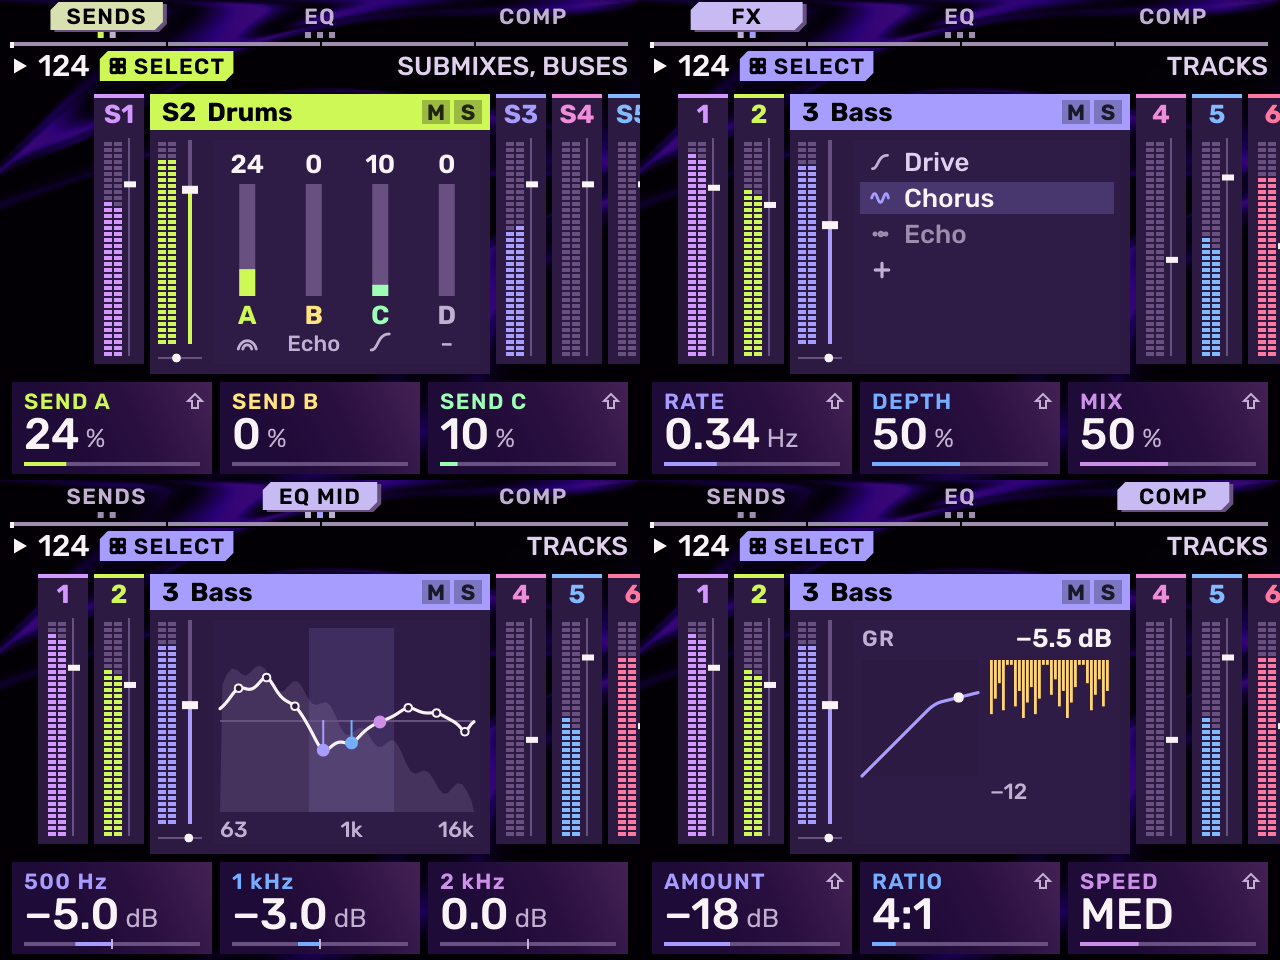 SENDS EQ COMP
124 SELECT SUBMIXES, BUSES
S1 S2 Drums M S S3 S4 S5
24 0 10 0
A B C D
Echo –
SEND A SEND B SEND C
24 % 0 % 10 %
FX EQ COMP
124 SELECT TRACKS
1 2 3 Bass M S 4 5 6
Drive
Chorus
Echo
+
RATE DEPTH MIX
0.34 Hz 50 % 50 %
SENDS EQ MID COMP
124 SELECT TRACKS
1 2 3 Bass M S 4 5 6
63 1k 16k
500 Hz 1 kHz 2 kHz
–5.0 dB –3.0 dB 0.0 dB
SENDS EQ COMP
124 SELECT TRACKS
1 2 3 Bass M S 4 5 6
GR –5.5 dB
–12
AMOUNT RATIO SPEED
–18 dB 4:1 MED